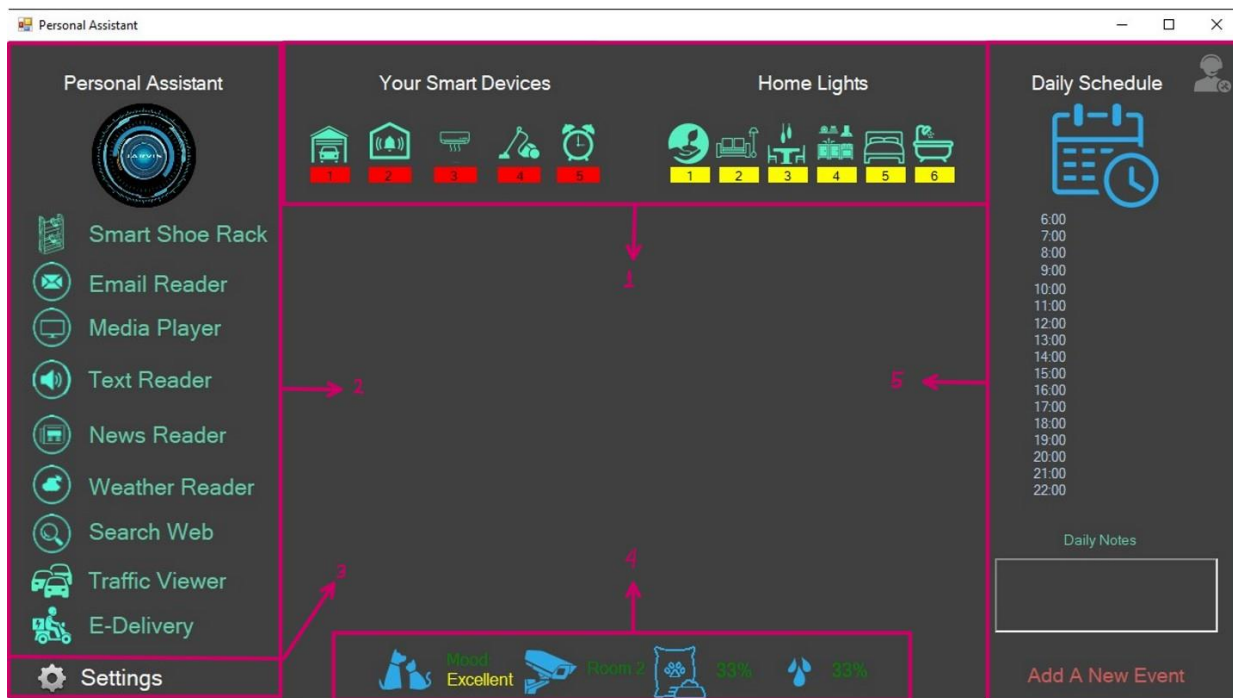 Personal Assistant
Personal Assistant
JARVIS
Smart Shoe Rack
Email Reader
Media Player
Text Reader
News Reader
Weather Reader
Search Web
Traffic Viewer
E-Delivery
Settings
Your Smart Devices
1 2 3 4 5
Home Lights
1 2 3 4 5 6
1
2
3
4
5
Mood
Excellent
Room 2
33%
33%
Daily Schedule
6:00
7:00
8:00
9:00
10:00
11:00
12:00
13:00
14:00
15:00
16:00
17:00
18:00
19:00
20:00
21:00
22:00
Daily Notes
Add A New Event